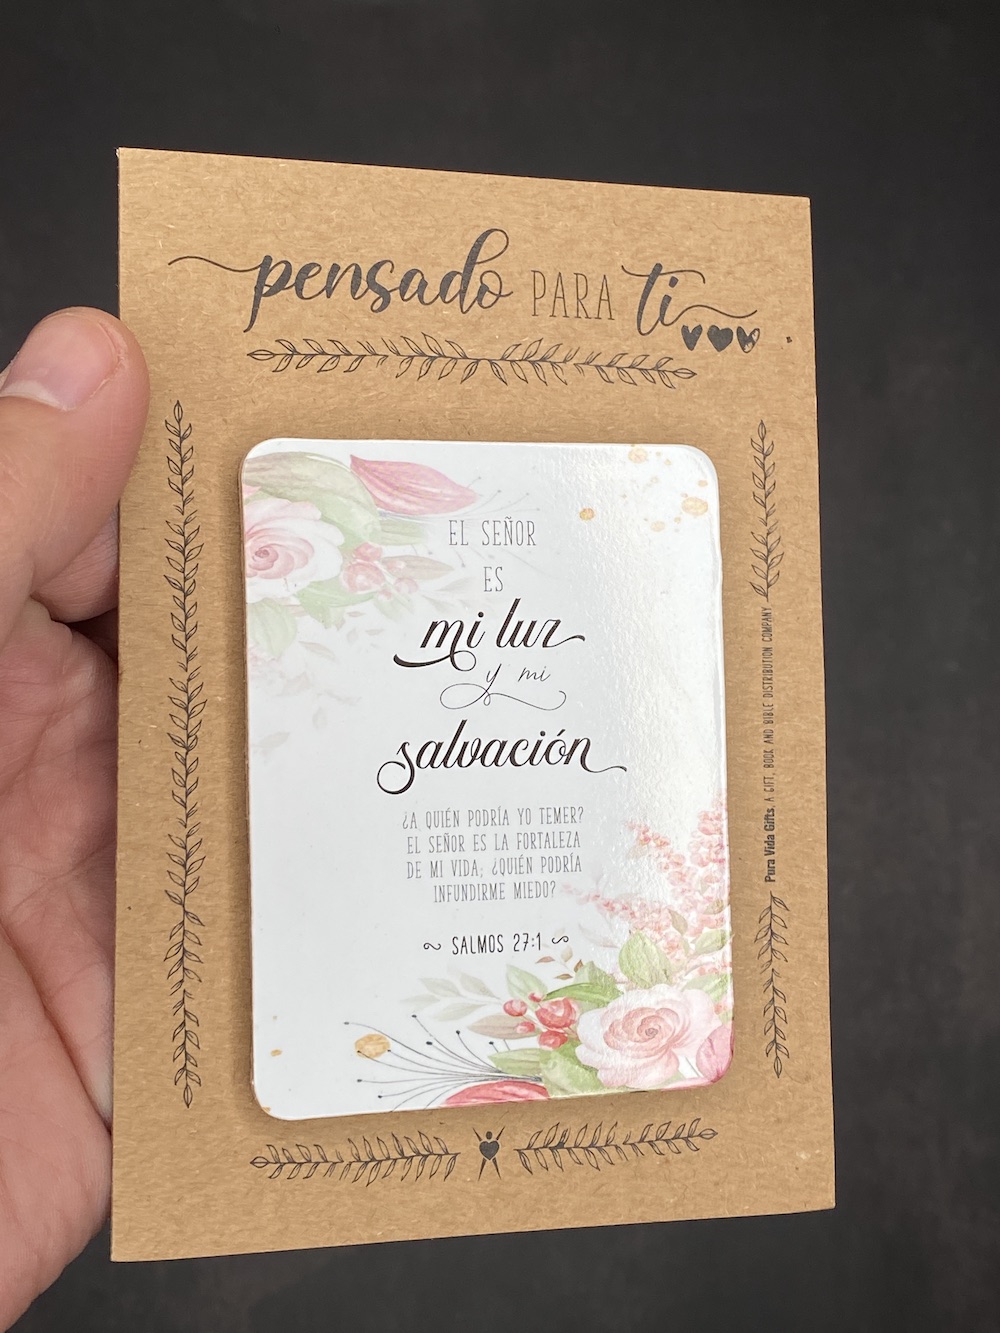 pensado PARA ti
EL SEÑOR
ES
mi luz
y mi
salvación
¿A QUIÉN PODRÍA YO TEMER?
EL SEÑOR ES LA FORTALEZA
DE MI VIDA; ¿QUIÉN PODRÍA
INFUNDIRME MIEDO?
~ SALMOS 27:1 ~
Pura Vida Gifts, A GIFT, BOOK AND BIBLE DISTRIBUTION COMPANY